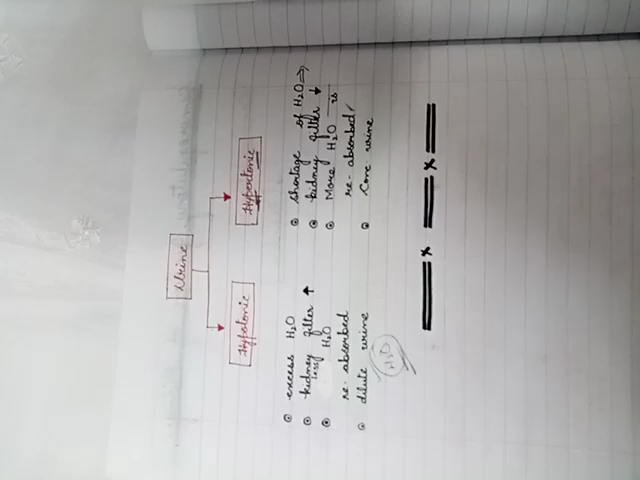 Urine
Hypotonic
Hypertonic
excess H₂O
kidney filter ↑
less H₂O
re-absorbed
dilute urine
H₂O
shortage of H₂O ⇒
kidney filter ↓
More H₂O is
re-absorbed
Conc urine